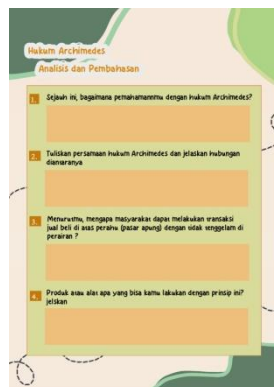 Hukum Archimedes
Analisis dan Pembahasan
1. Sejauh ini, bagaimana pemahamanmu dengan hukum Archimedes?
2. Tuliskan persamaan hukum Archimedes dan jelaskan hubungan
diantaranya
3. Menurutmu, mengapa masyarakat dapat melakukan transaksi
jual beli di atas perahu (pasar apung) dengan tidak tenggelam di
perairan ?
4. Produk atau alat apa yang bisa kamu lakukan dengan prinsip ini?
jelskan